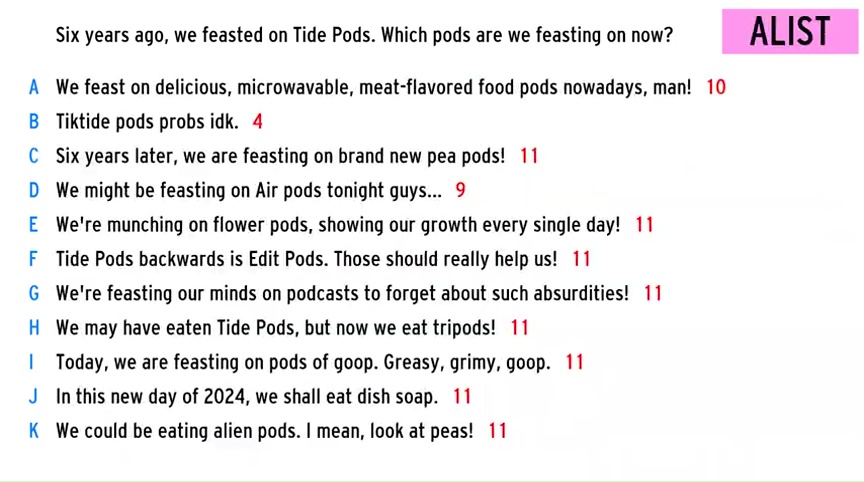 Six years ago, we feasted on Tide Pods. Which pods are we feasting on now?
ALIST
A We feast on delicious, microwavable, meat-flavored food pods nowadays, man! 10
B Tiktide pods probs idk. 4
C Six years later, we are feasting on brand new pea pods! 11
D We might be feasting on Air pods tonight guys... 9
E We're munching on flower pods, showing our growth every single day! 11
F Tide Pods backwards is Edit Pods. Those should really help us! 11
G We're feasting our minds on podcasts to forget about such absurdities! 11
H We may have eaten Tide Pods, but now we eat tripods! 11
I Today, we are feasting on pods of goop. Greasy, grimy, goop. 11
J In this new day of 2024, we shall eat dish soap. 11
K We could be eating alien pods. I mean, look at peas! 11